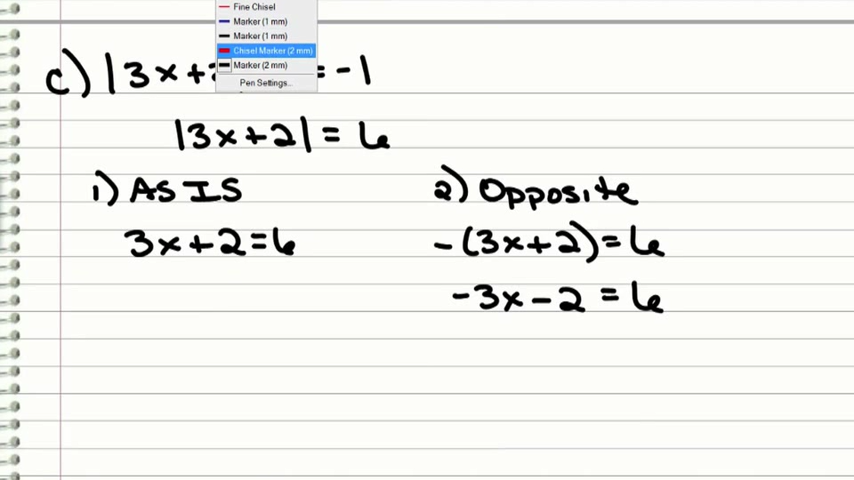 Fine Chisel
Marker (1 mm)
Marker (1 mm)
Chisel Marker (2 mm)
Marker (2 mm)
Pen Settings...
c) |3x+2 = -1
|3x+2| = 6
1) AS IS
3x+2=6
2) Opposite
-(3x+2)=6
-3x-2 = 6